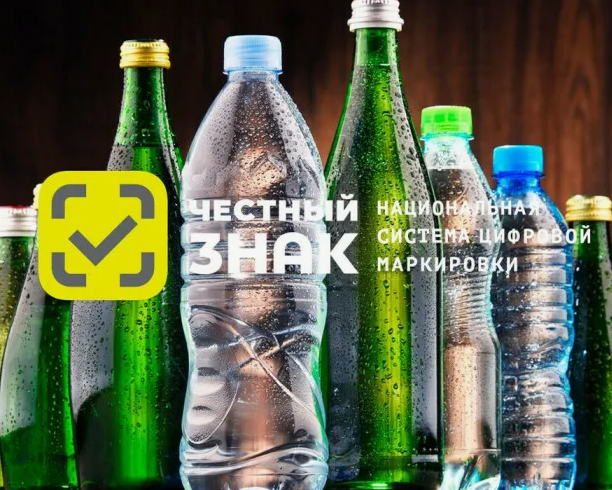 ЧЕСТНЫЙ
ЗНАК
НАЦИОНАЛЬНАЯ
СИСТЕМА ЦИФРОВОЙ
МАРКИРОВКИ